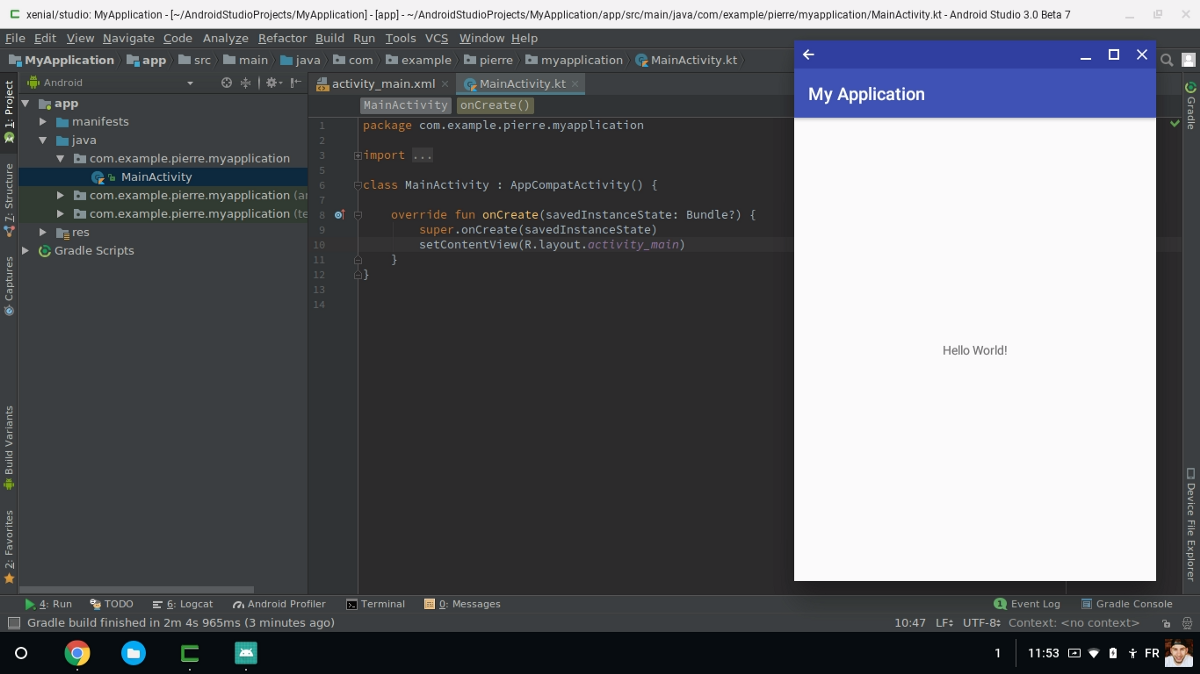 xenial/studio: MyApplication - [~/AndroidStudioProjects/MyApplication] - [app] - ~/AndroidStudioProjects/MyApplication/app/src/main/java/com/example/pierre/myapplication/MainActivity.kt - Android Studio 3.0 Beta 7
File Edit View Navigate Code Analyze Refactor Build Run Tools VCS Window Help
MyApplication app src main java com example pierre myapplication MainActivity.kt
Android
activity_main.xml
MainActivity.kt
1: Project
7: Structure
Captures
Build Variants
2: Favorites
app
manifests
java
com.example.pierre.myapplication
MainActivity
com.example.pierre.myapplication (an
com.example.pierre.myapplication (te
res
Gradle Scripts
MainActivity onCreate()
1 package com.example.pierre.myapplication
2
3 import ...
5
6 class MainActivity : AppCompatActivity() {
7
8 override fun onCreate(savedInstanceState: Bundle?) {
9 super.onCreate(savedInstanceState)
10 setContentView(R.layout.activity_main)
11 }
12 }
13
14
My Application
Hello World!
Gradle
Device File Explorer
4: Run TODO 6: Logcat Android Profiler Terminal 0: Messages 1 Event Log Gradle Console
Gradle build finished in 2m 4s 965ms (3 minutes ago) 10:47 LF÷ UTF-8÷ Context: <no context>
1 11:53 FR